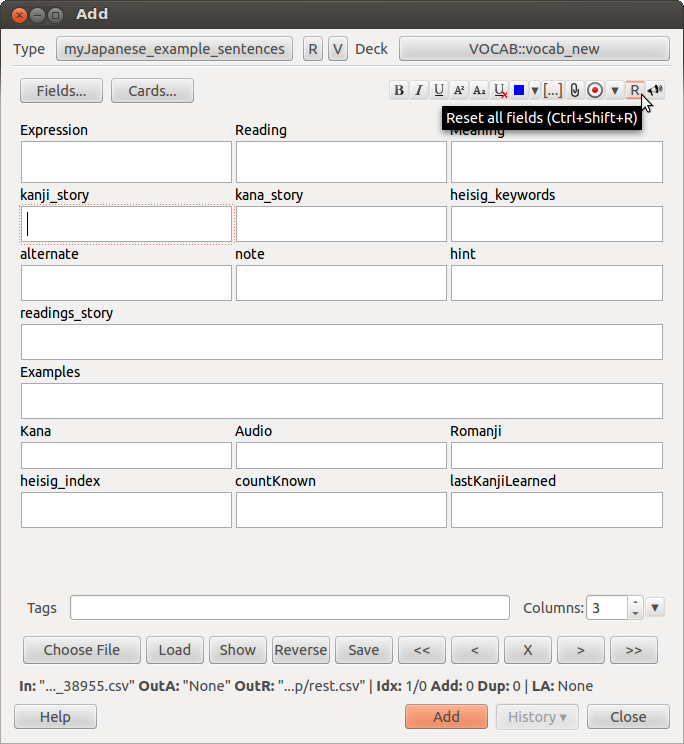 Add
Type myJapanese_example_sentences R V Deck VOCAB::vocab_new
Fields... Cards... B I U A² A₂ U [...] R
Reset all fields (Ctrl+Shift+R)
Expression Reading Meaning
kanji_story kana_story heisig_keywords
alternate note hint
readings_story
Examples
Kana Audio Romanji
heisig_index countKnown lastKanjiLearned
Tags Columns: 3
Choose File Load Show Reverse Save << < X > >>
In: "..._38955.csv" OutA: "None" OutR: "...p/rest.csv" | Idx: 1/0 Add: 0 Dup: 0 | LA: None
Help Add History ▾ Close